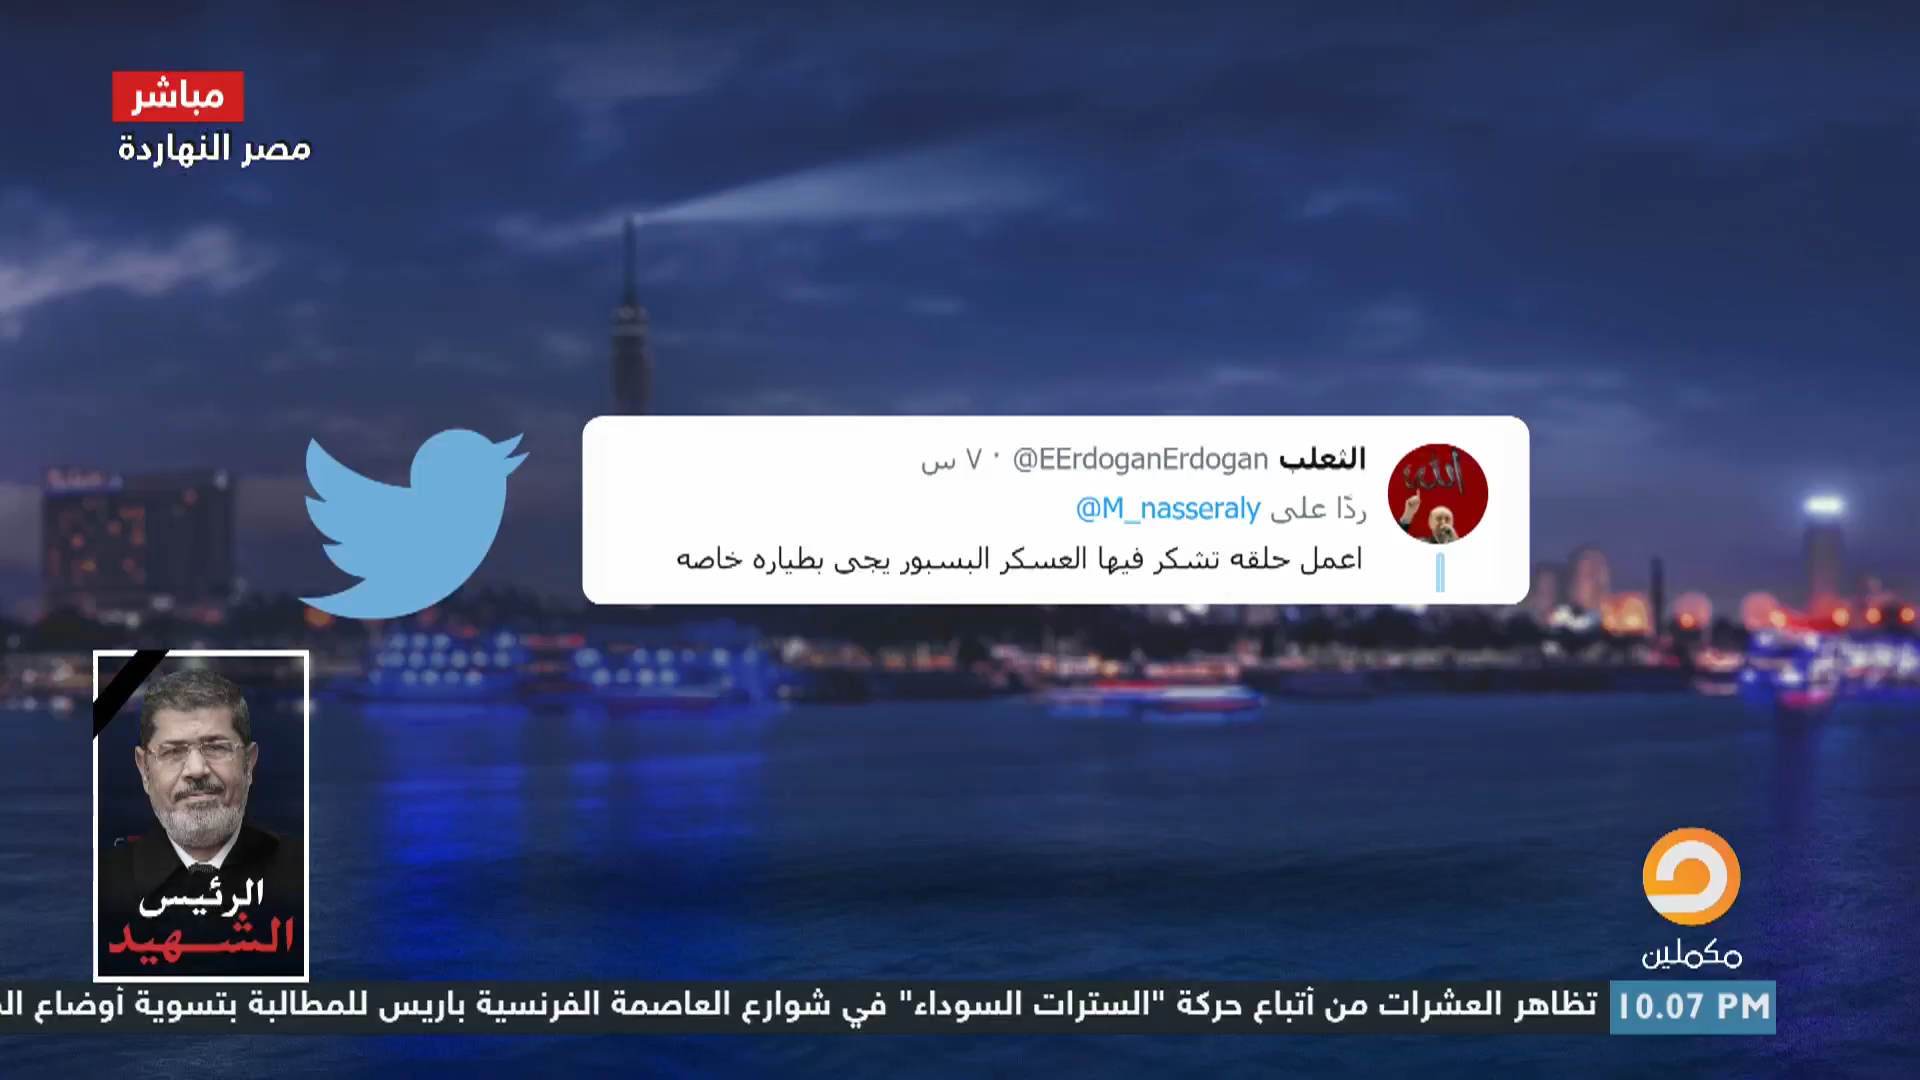 مباشر
مصر النهاردة
الثعلب @EErdoganErdogan · ٧ س
ردًا على @M_nasseraly
اعمل حلقه تشكر فيها العسكر البسبور يجى بطياره خاصه
الرئيس
الشهيد
مكملين
تظاهر العشرات من أتباع حركة "السترات السوداء" في شوارع العاصمة الفرنسية باريس للمطالبة بتسوية أوضاع
10.07 PM